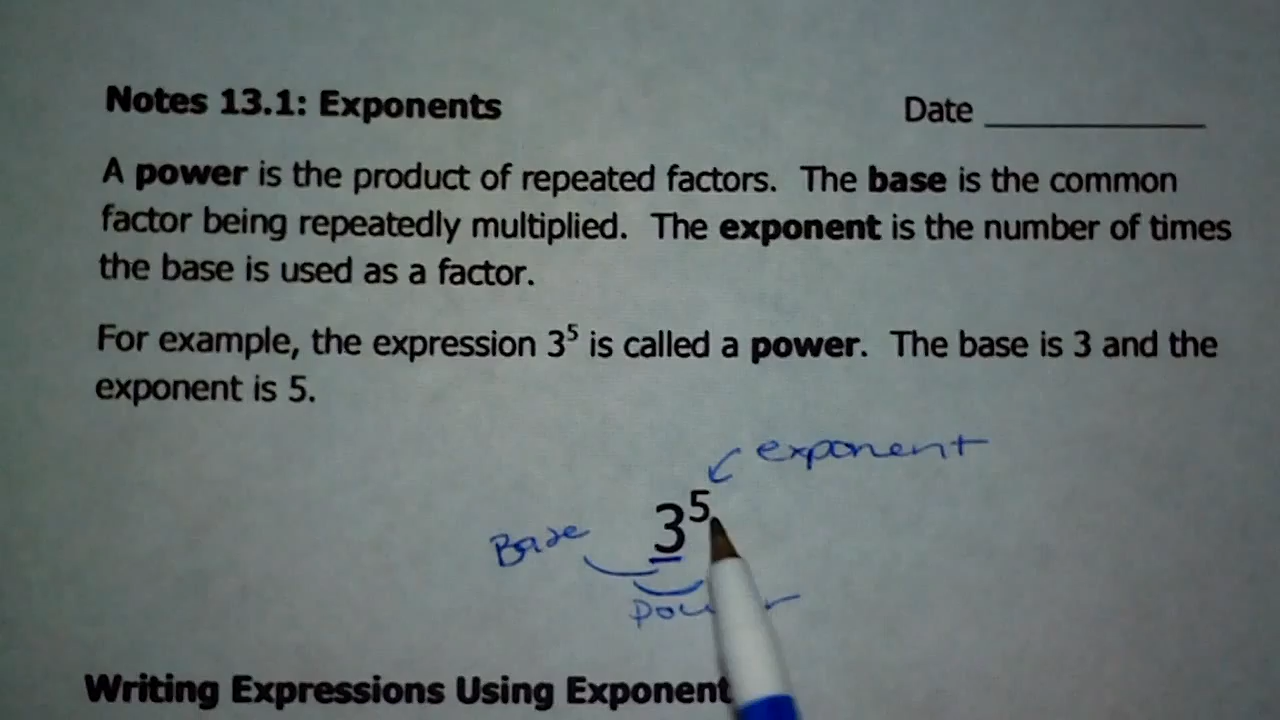 Notes 13.1: Exponents Date ____________
A power is the product of repeated factors. The base is the common
factor being repeatedly multiplied. The exponent is the number of times
the base is used as a factor.
For example, the expression 3⁵ is called a power. The base is 3 and the
exponent is 5.
exponent
3⁵
Base
Writing Expressions Using Exponent